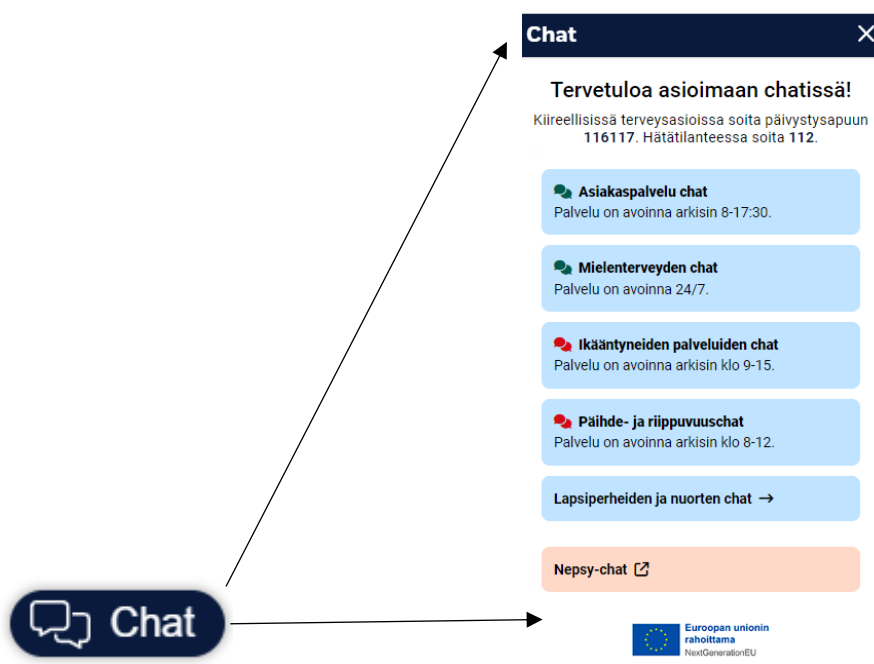 Chat
Tervetuloa asioimaan chatissä!
Kiireellisissä terveysasioissa soita päivystysapuun
116117. Hätätilanteessa soita 112.
Asiakaspalvelu chat
Palvelu on avoinna arkisin 8-17:30.
Mielenterveyden chat
Palvelu on avoinna 24/7.
Ikääntyneiden palveluiden chat
Palvelu on avoinna arkisin klo 9-15.
Päihde- ja riippuvuuschat
Palvelu on avoinna arkisin klo 8-12.
Lapsiperheiden ja nuorten chat →
Nepsy-chat
Chat
Euroopan unionin
rahoittama
NextGenerationEU